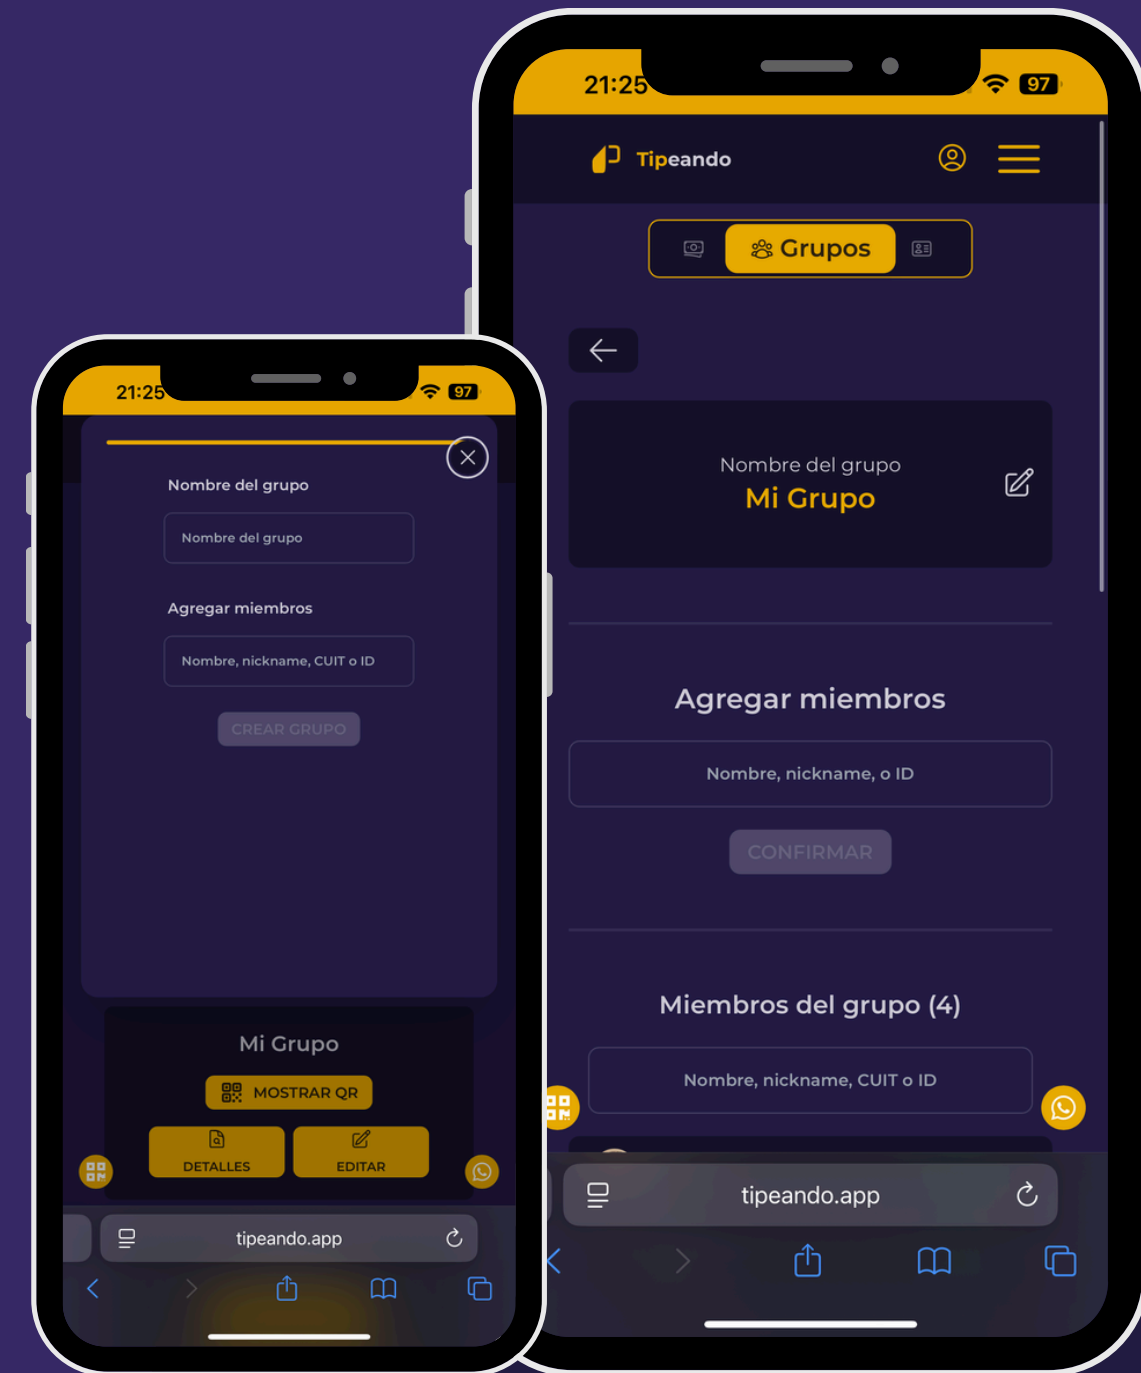 21:25
97
Tipeando
Grupos
Nombre del grupo
Mi Grupo
Agregar miembros
Nombre, nickname, o ID
CONFIRMAR
Miembros del grupo (4)
Nombre, nickname, CUIT o ID
tipeando.app
21:25
97
Nombre del grupo
Nombre del grupo
Agregar miembros
Nombre, nickname, CUIT o ID
CREAR GRUPO
Mi Grupo
MOSTRAR QR
DETALLES
EDITAR
tipeando.app